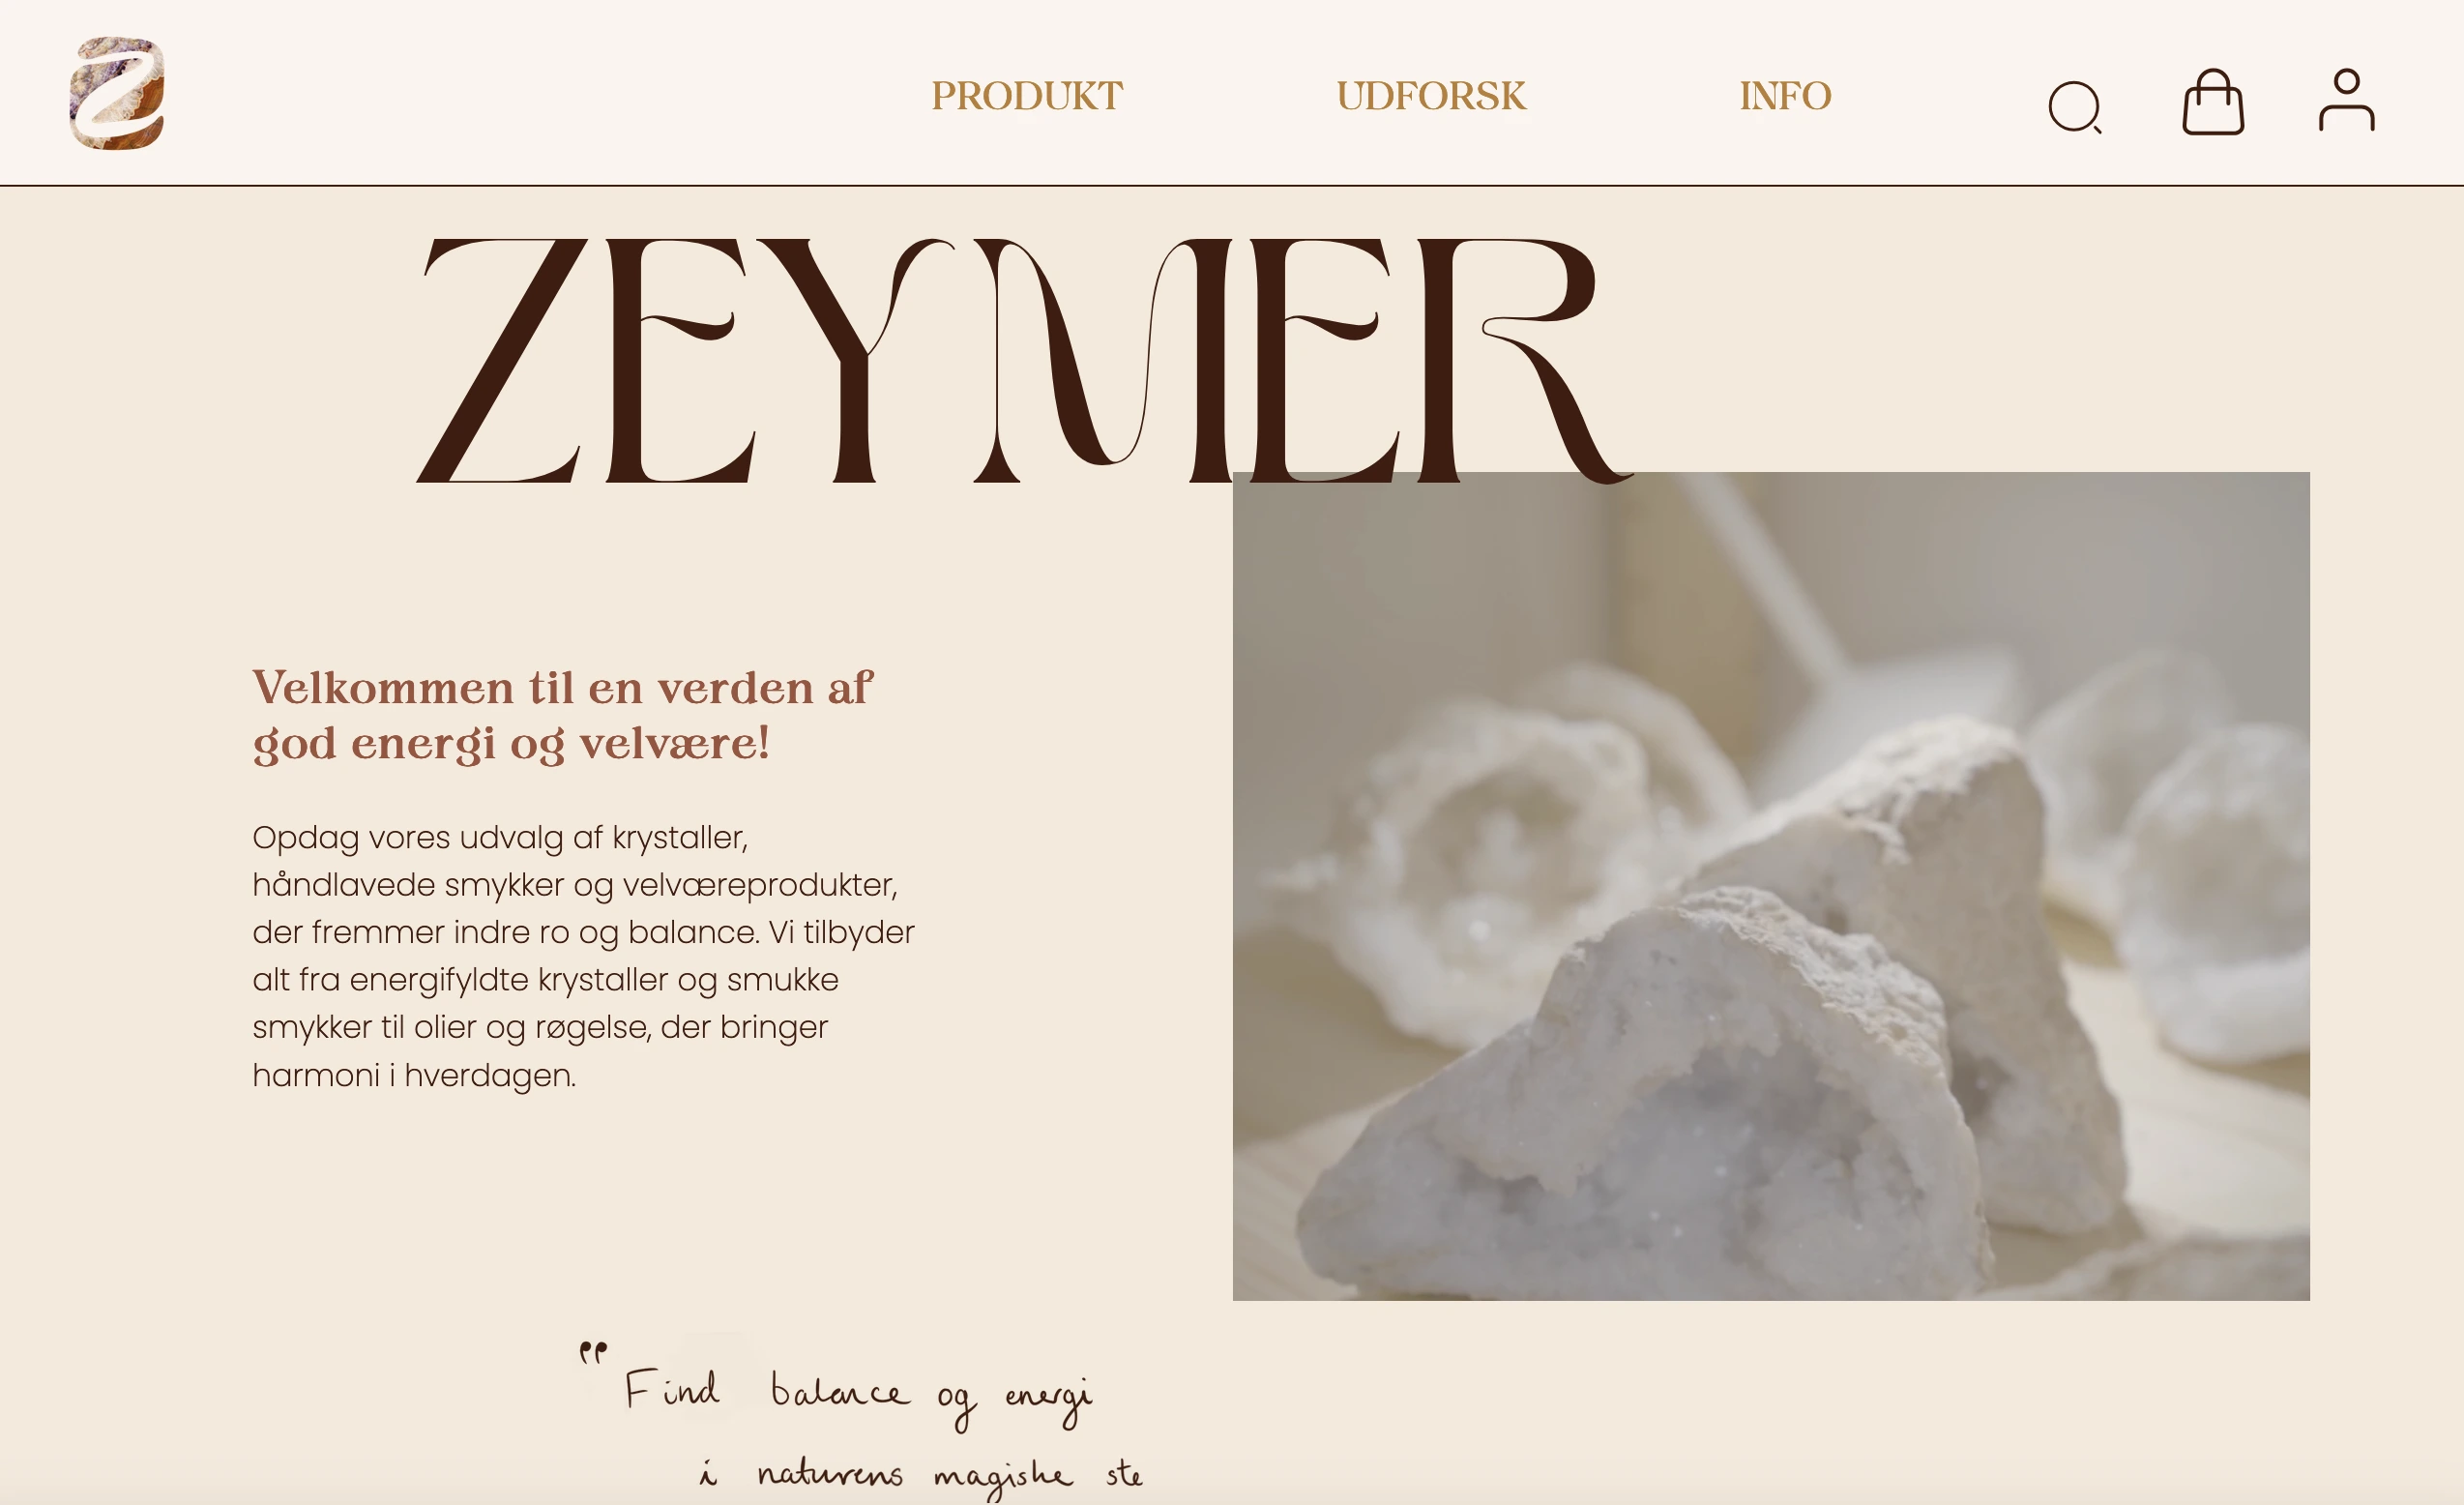 PRODUKT UDFORSK INFO
ZEYMER
Velkommen til en verden af
god energi og velvære!
Opdag vores udvalg af krystaller,
håndlavede smykker og velværeprodukter,
der fremmer indre ro og balance. Vi tilbyder
alt fra energifyldte krystaller og smukke
smykker til olier og røgelse, der bringer
harmoni i hverdagen.
" Find balance og energi
i naturens magiske ste